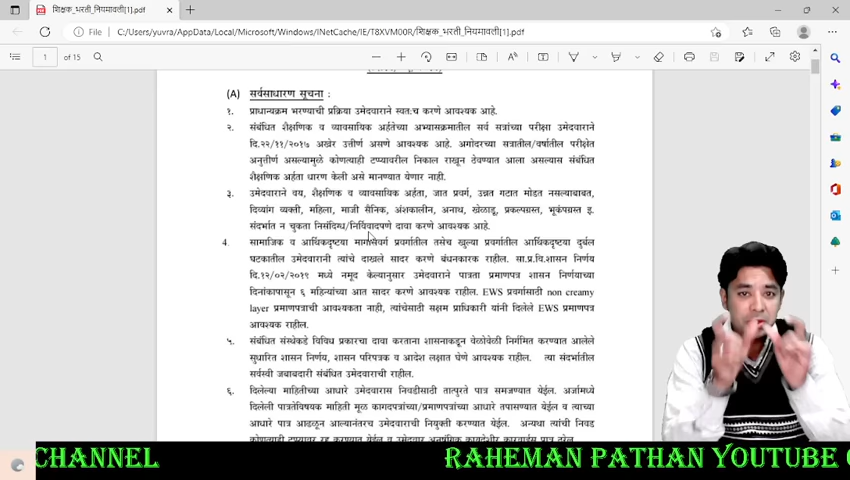 शिक्षक_भरती_नियमावली[1].pdf
File
C:/Users/yuvra/AppData/Local/Microsoft/Windows/INetCache/IE/T8XVM00R/शिक्षक_भरती_नियमावली[1].pdf
1 of 15
(A) सर्वसाधारण सूचना :
१. प्राधान्यक्रम भरण्याची प्रक्रिया उमेदवाराने स्वत:च करणे आवश्यक आहे.
२. संबंधित शैक्षणिक व व्यावसायिक अर्हतेच्या अभ्यासक्रमातील सर्व सत्रांच्या परीक्षा उमेदवाराने
दि.२२/११/२०१७ अखेर उत्तीर्ण असणे आवश्यक आहे. अगोदरच्या सत्रातील/वर्षातील परीक्षेत
अनुत्तीर्ण असल्यामुळे कोणत्याही टप्प्यावरील निकाल राखून ठेवण्यात आला असल्यास संबंधित
शैक्षणिक अर्हता धारण केली असे मानण्यात येणार नाही.
३. उमेदवाराने वय, शैक्षणिक व व्यावसायिक अर्हता, जात प्रवर्ग, उन्नत गटात मोडत नसल्याबाबत,
दिव्यांग व्यक्ती, महिला, माजी सैनिक, अंशकालीन, अनाथ, खेळाडू, प्रकल्पग्रस्त, भूकंपग्रस्त इ.
संदर्भात न चुकता निसंदिग्ध/निर्विवादपणे दावा करणे आवश्यक आहे.
4. सामाजिक व आर्थिकदृष्टया मागासवर्ग प्रवर्गातील तसेच खुल्या प्रवर्गातील आर्थिकदृष्टया दुर्बल
घटकातील उमेदवारानी त्यांचे दाखले सादर करणे बंधनकारक राहील. सा.प्र.वि.शासन निर्णय
दि.१२/०२/२०१९ मध्ये नमूद केल्यानुसार उमेदवाराने पात्रता प्रमाणपत्र शासन निर्णयाच्या
दिनांकापासून ६ महिन्यांच्या आत सादर करणे आवश्यक राहील. EWS प्रवर्गासाठी non creamy
layer प्रमाणपत्राची आवश्यकता नाही, त्यांचेसाठी सक्षम प्राधिकारी यांनी दिलेले EWS प्रमाणपत्र
आवश्यक राहील.
५. संबंधित संस्थेकडे विविध प्रकारचा दावा करताना शासनाकडून वेळोवेळी निर्गमित करण्यात आलेले
सुधारित शासन निर्णय, शासन परिपत्रक व आदेश लक्षात घेणे आवश्यक राहील. त्या संदर्भातील
सर्वस्वी जबाबदारी संबंधित उमेदवाराची राहील.
६. दिलेल्या माहितीच्या आधारे उमेदवारास निवडीसाठी तात्पुरते पात्र समजण्यात येईल. अर्जामध्ये
दिलेली पात्रतेविषयक माहिती मूळ कागदपत्रांच्या/प्रमाणपत्रांच्या आधारे तपासण्यात येईल व त्याच्या
आधारे पात्र आढळून आल्यानंतरच उमेदवाराची नियुक्ती करण्यात येईल. अन्यथा त्यांची निवड
CHANNEL RAHEMAN PATHAN YOUTUBE